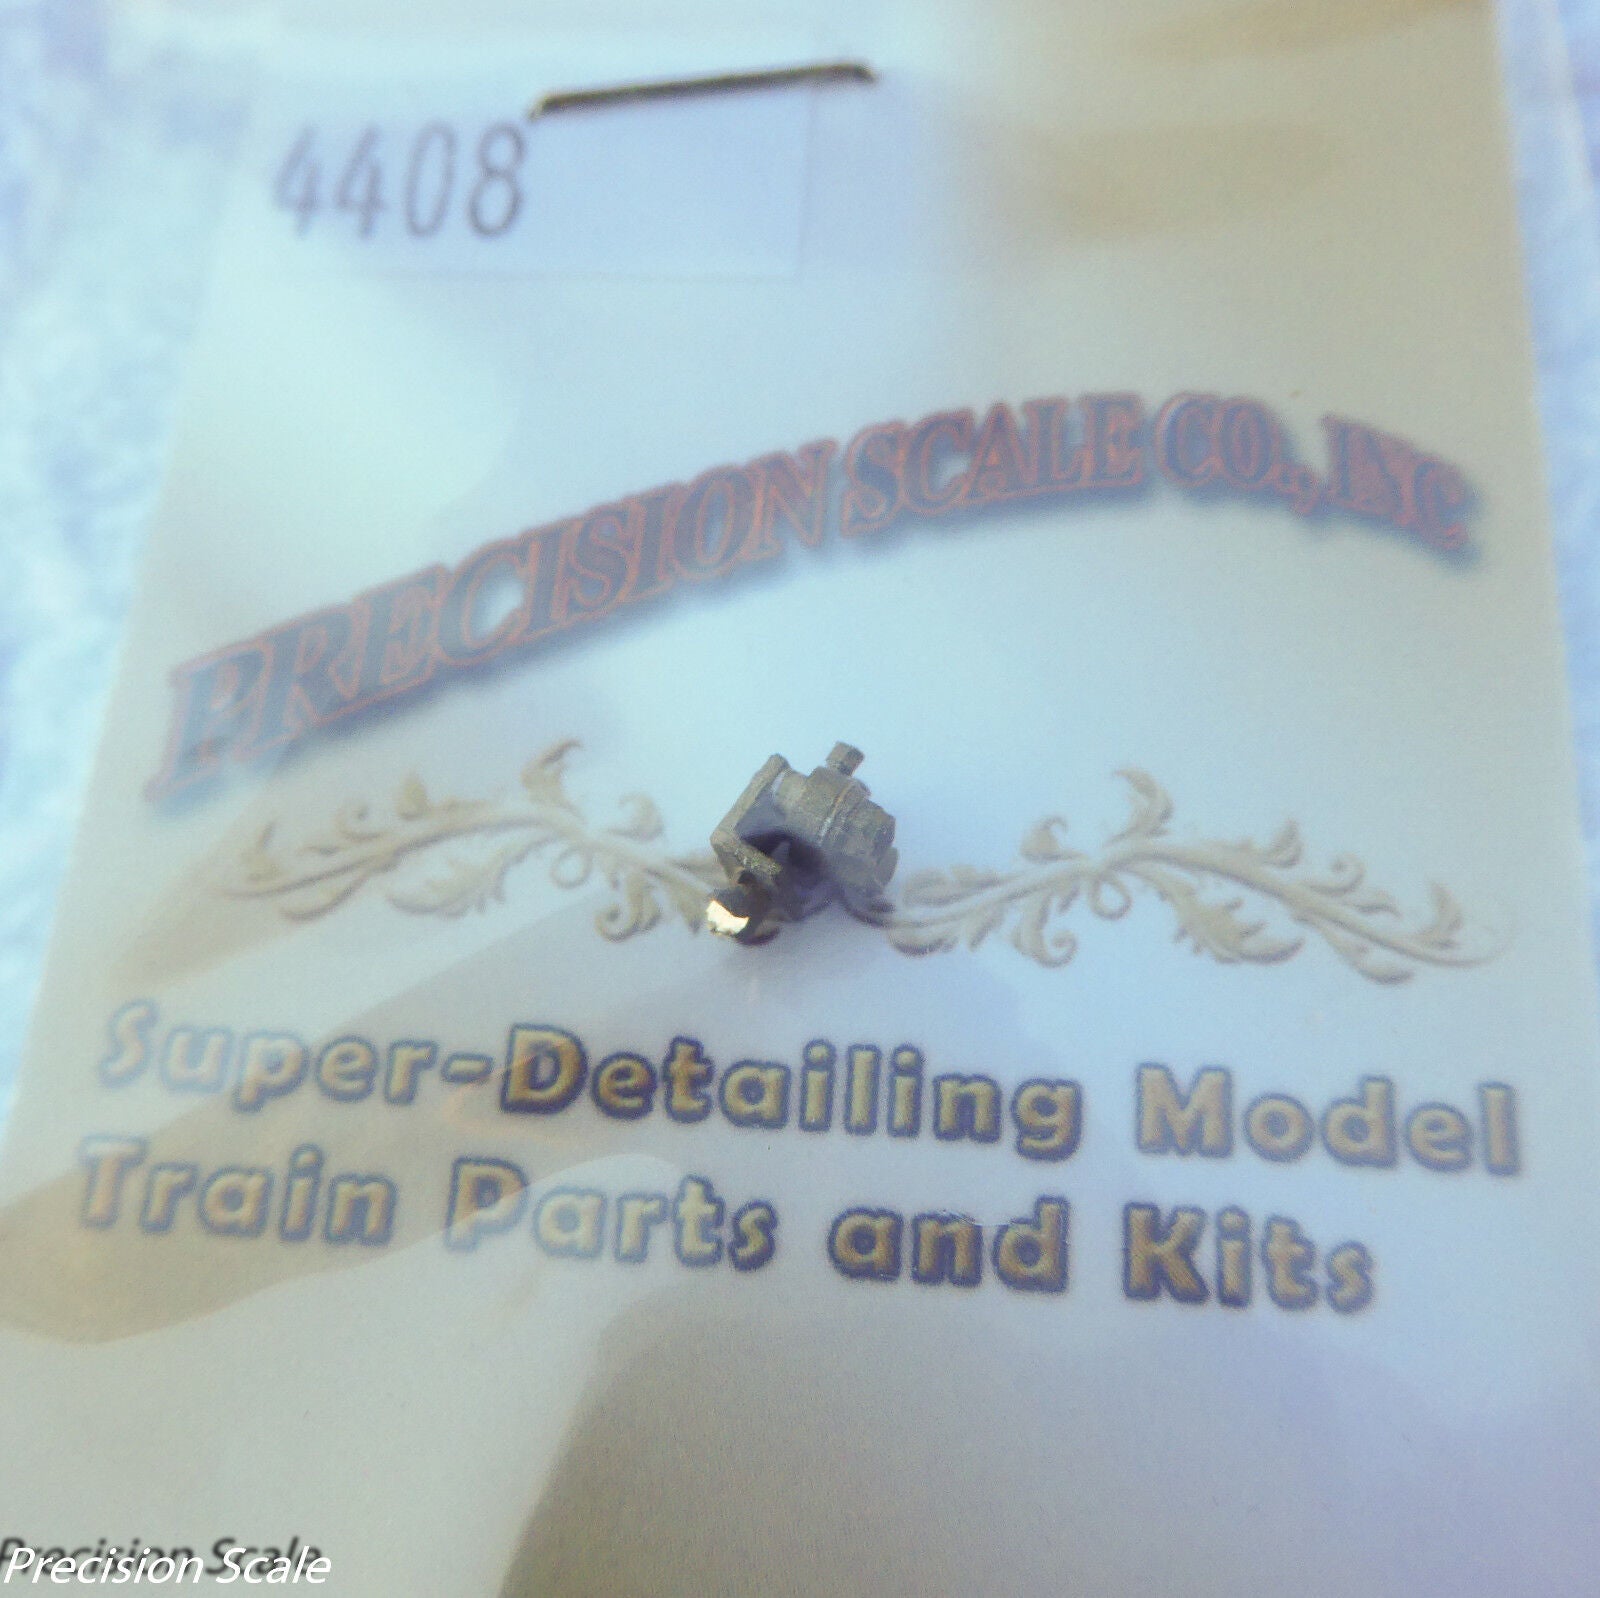 4408
PRECISION SCALE CO., INC.
Super-Detailing Model
Train Parts and Kits
Precision Scale